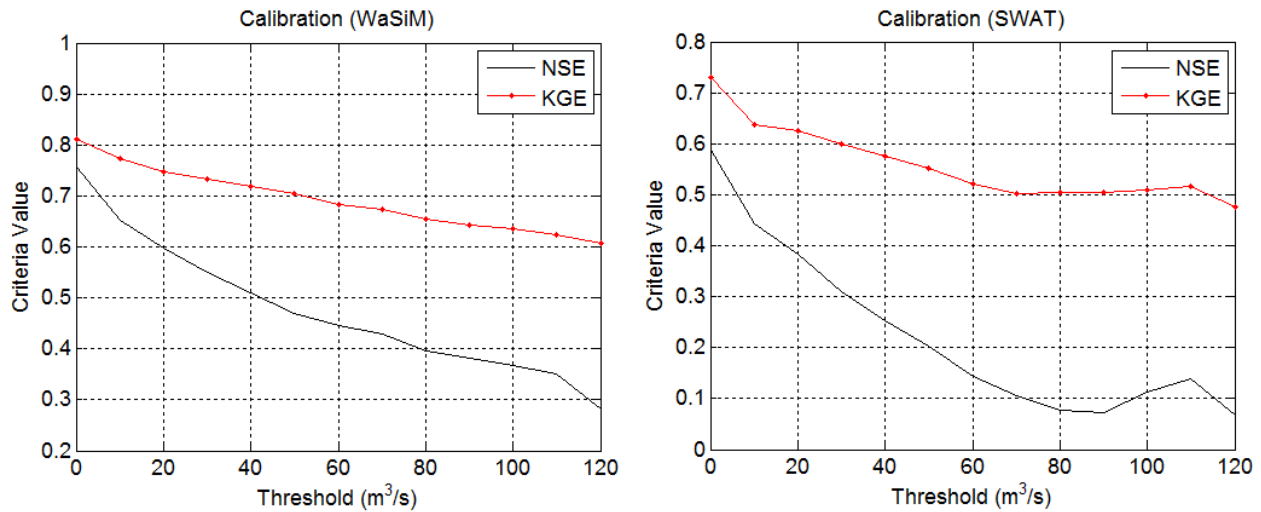 Calibration (WaSiM)
1
0.9
0.8
0.7
0.6
0.5
0.4
0.3
0.2
Criteria Value
NSE
KGE
0 20 40 60 80 100 120
Threshold (m³/s)
Calibration (SWAT)
0.8
0.7
0.6
0.5
0.4
0.3
0.2
0.1
0
Criteria Value
NSE
KGE
0 20 40 60 80 100 120
Threshold (m³/s)